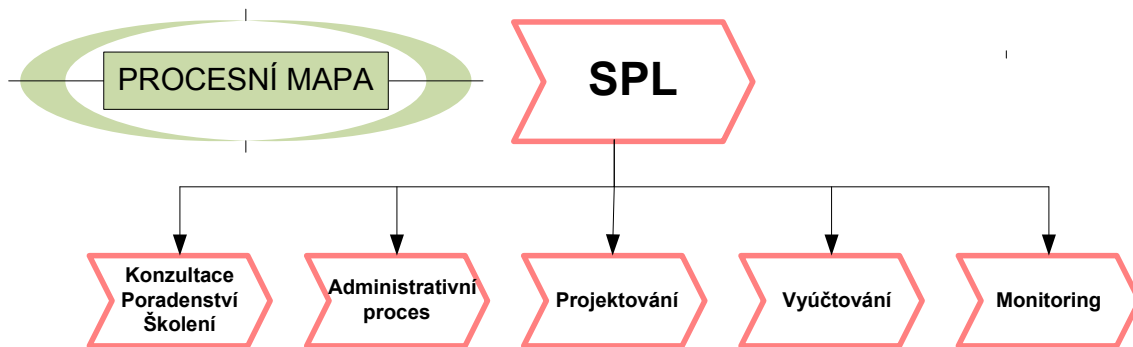 PROCESNÍ MAPA
SPL
Konzultace
Poradenství
Školení
Administrativní
proces
Projektování
Vyúčtování
Monitoring